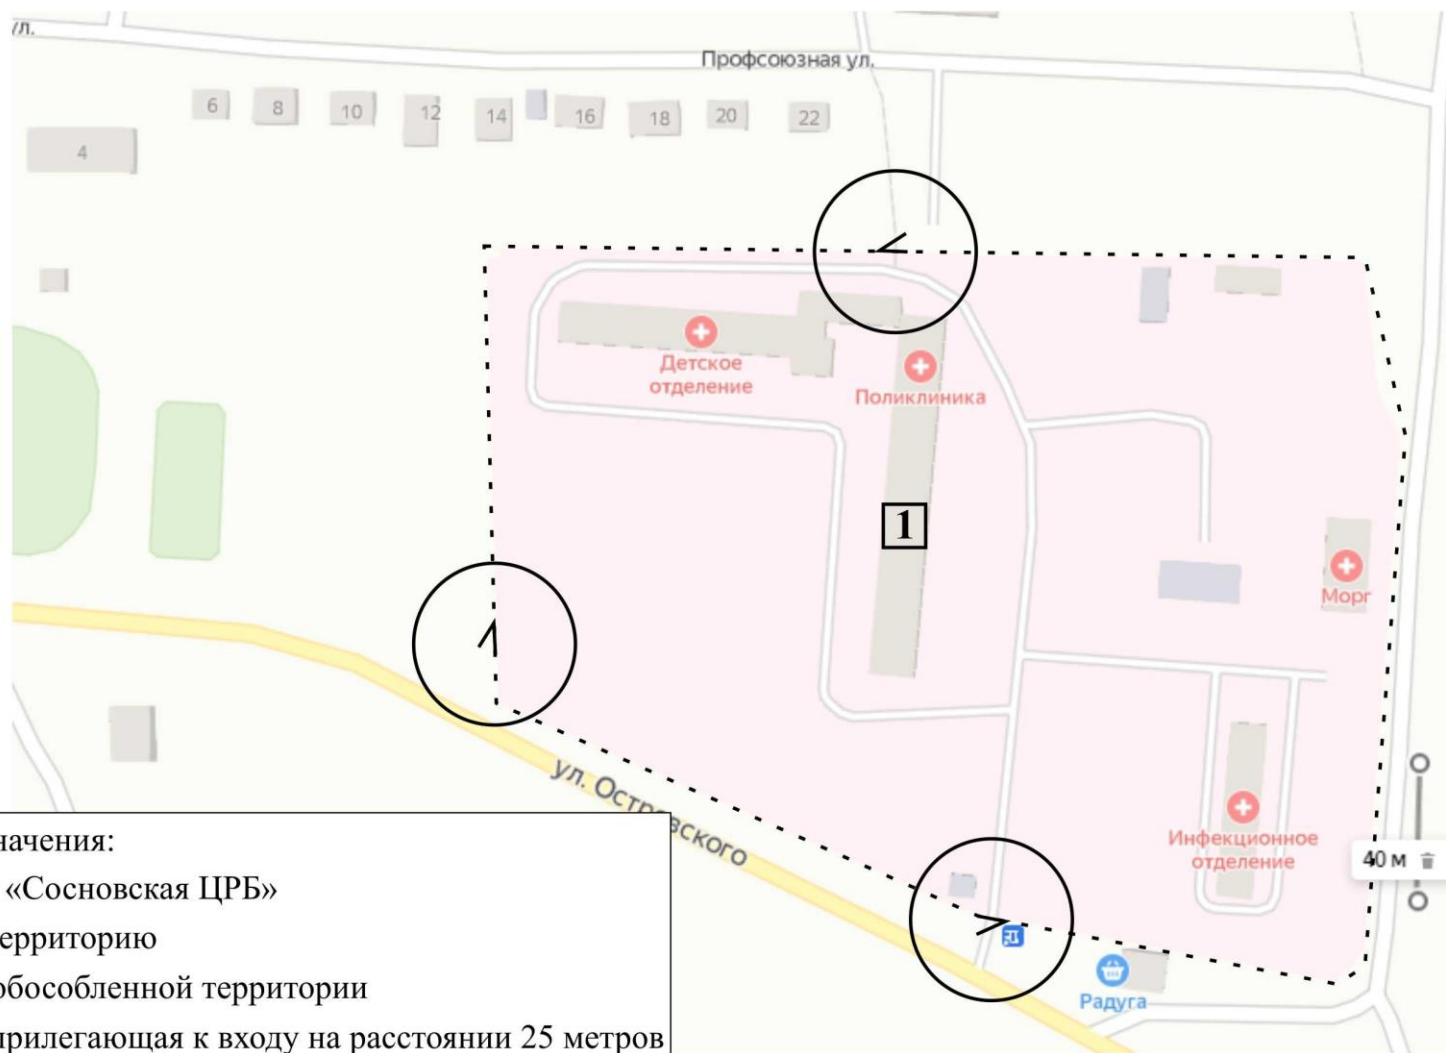 ул.
Профсоюзная ул.
6
8
10
12
14
16
18
20
22
4
Детское
отделение
Поликлиника
1
Морг
ул. Островского
Инфекционное
отделение
40 м
Радуга
начения:
«Сосновская ЦРБ»
ерриторию
обособленной территории
прилегающая к входу на расстоянии 25 метров